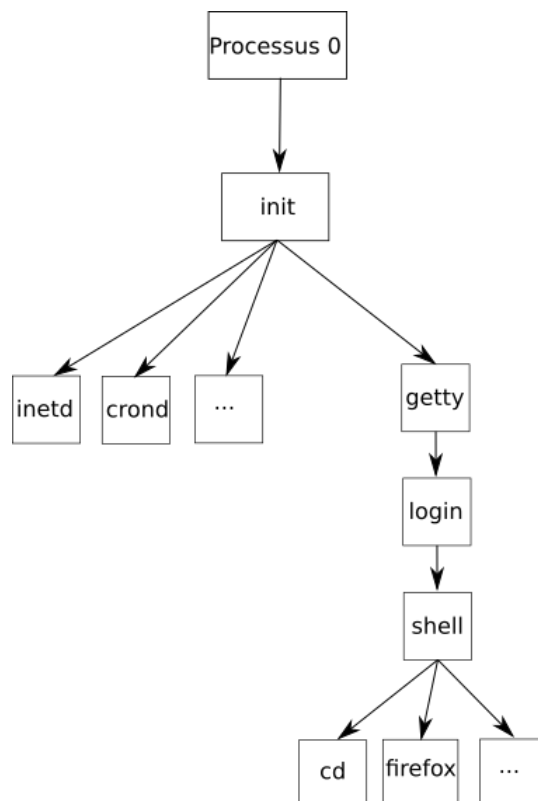 Processus 0
init
inetd
crond
...
getty
login
shell
cd
firefox
...